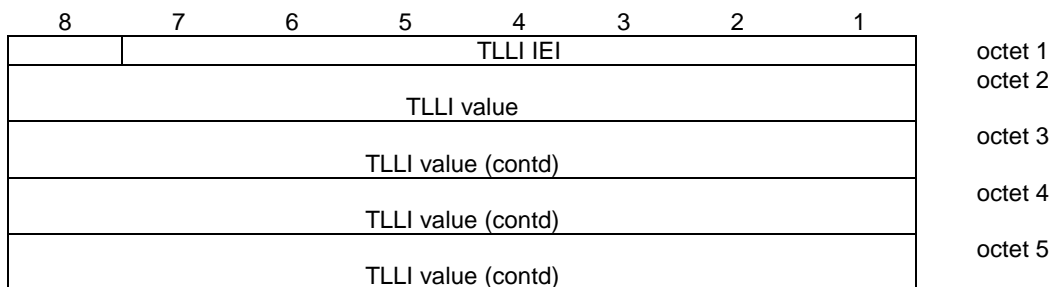 8 7 6 5 4 3 2 1
TLLI IEI octet 1
octet 2
TLLI value
octet 3
TLLI value (contd)
octet 4
TLLI value (contd)
octet 5
TLLI value (contd)